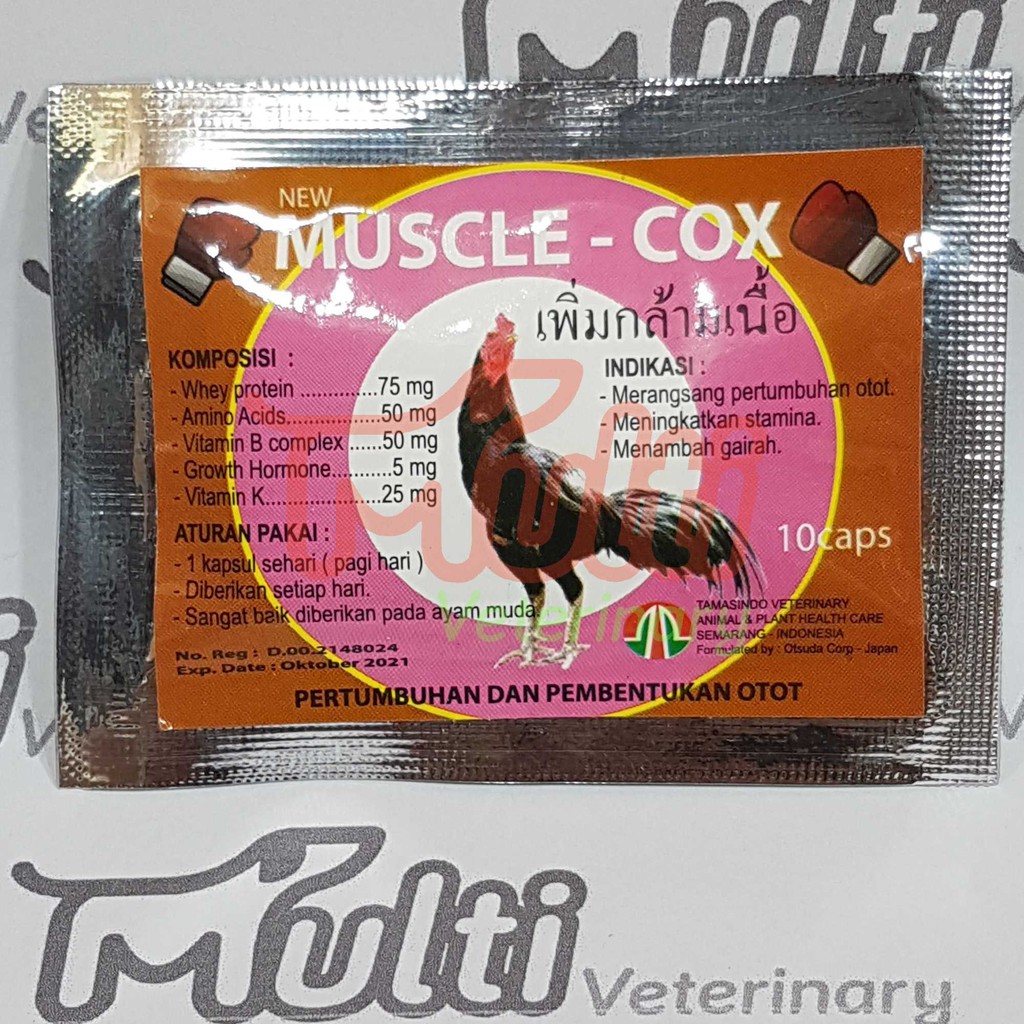 Multi
Veterinary
NEW
MUSCLE - COX
เพิ่มกล้ามเนื้อ
KOMPOSISI :
- Whey protein ..............75 mg
- Amino Acids.................50 mg
- Vitamin B complex ......50 mg
- Growth Hormone...........5 mg
- Vitamin K.....................25 mg
ATURAN PAKAI :
- 1 kapsul sehari ( pagi hari )
- Diberikan setiap hari.
- Sangat baik diberikan pada ayam muda.
No. Reg : D.00.2148024
Exp. Date : Oktober 2021
INDIKASI :
- Merangsang pertumbuhan otot.
- Meningkatkan stamina.
- Menambah gairah.
10caps
TAMASINDO VETERINARY
ANIMAL & PLANT HEALTH CARE
SEMARANG - INDONESIA
Formulated by : Otsuda Corp - Japan
PERTUMBUHAN DAN PEMBENTUKAN OTOT
Multi
Veterinary
Multi
Veterinary